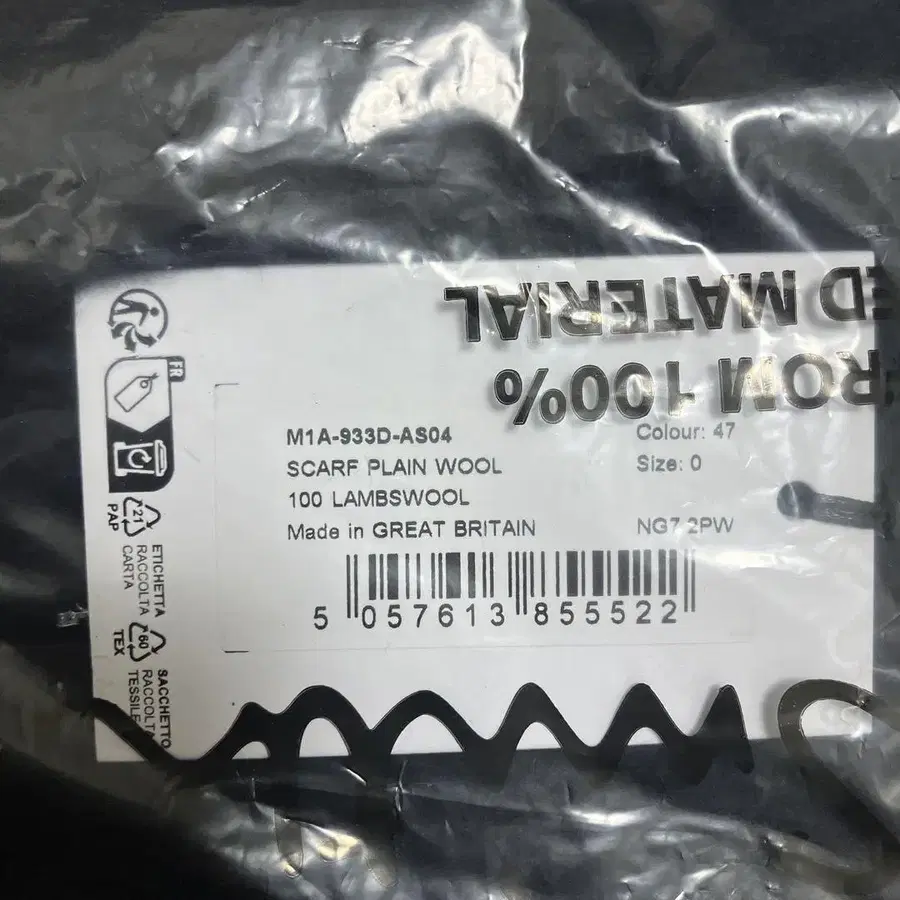 ED MATERIAL
ROM 100%
M1A-933D-AS04
SCARF PLAIN WOOL
100 LAMBSWOOL
Made in GREAT BRITAIN
Colour: 47
Size: 0
NG7 2PW
5 057613 855522
FR
21
PAP
ETICHETTA
RACCOLTA
CARTA
60
TEX
SACCHETTO
RACCOLTA
TESSILE